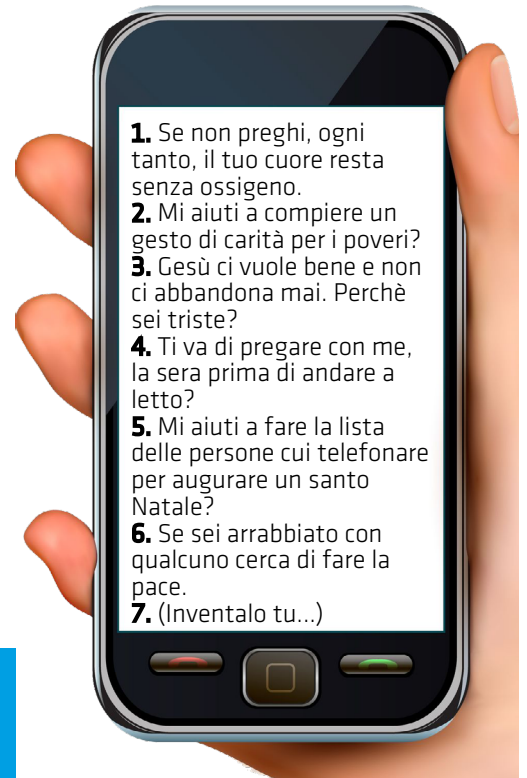 1. Se non preghi, ogni
tanto, il tuo cuore resta
senza ossigeno.
2. Mi aiuti a compiere un
gesto di carità per i poveri?
3. Gesù ci vuole bene e non
ci abbandona mai. Perchè
sei triste?
4. Ti va di pregare con me,
la sera prima di andare a
letto?
5. Mi aiuti a fare la lista
delle persone cui telefonare
per augurare un santo
Natale?
6. Se sei arrabbiato con
qualcuno cerca di fare la
pace.
7. (Inventalo tu...)